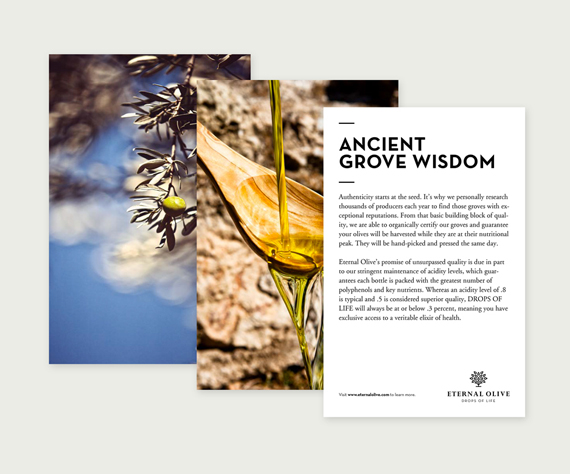 ANCIENT
GROVE WISDOM
Authenticity starts at the seed. It's why we personally research
thousands of producers each year to find those groves with ex-
ceptional reputations. From that basic building block of qual-
ity, we are able to organically certify our groves and guarantee
your olives will be harvested while they are at their nutritional
peak. They will be hand-picked and pressed the same day.
Eternal Olive's promise of unsurpassed quality is due in part
to our stringent maintenance of acidity levels, which guar-
antees each bottle is packed with the greatest number of
polyphenols and key nutrients. Whereas an acidity level of .8
is typical and .5 is considered superior quality, DROPS OF
LIFE will always be at or below .3 percent, meaning you have
exclusive access to a veritable elixir of health.
Visit www.eternalolive.com to learn more.
ETERNAL OLIVE
DROPS OF LIFE